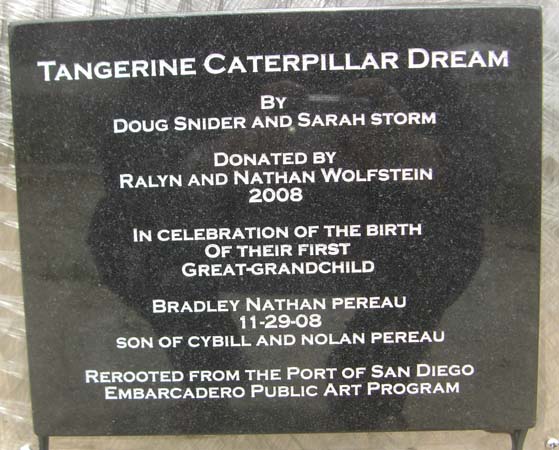 TANGERINE CATERPILLAR DREAM
BY
DOUG SNIDER AND SARAH STORM
DONATED BY
RALYN AND NATHAN WOLFSTEIN
2008
IN CELEBRATION OF THE BIRTH
OF THEIR FIRST
GREAT-GRANDCHILD
BRADLEY NATHAN PEREAU
11-29-08
SON OF CYBILL AND NOLAN PEREAU
REROOTED FROM THE PORT OF SAN DIEGO
EMBARCADERO PUBLIC ART PROGRAM